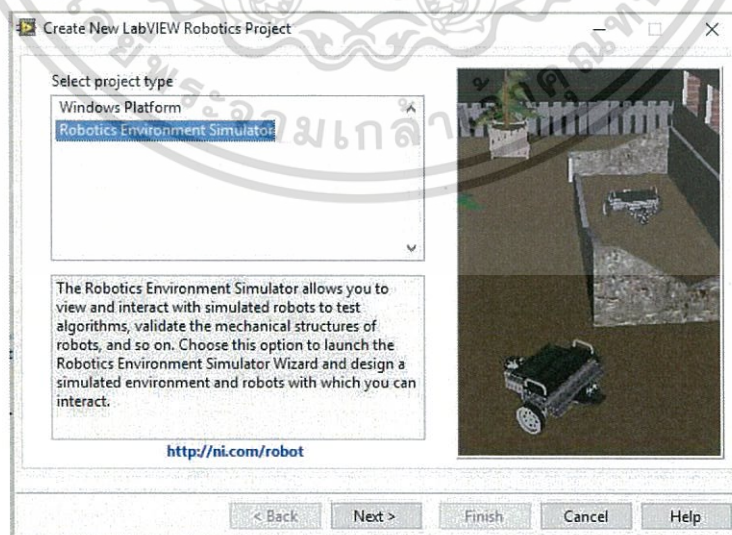 Create New LabVIEW Robotics Project
Select project type
Windows Platform
Robotics Environment Simulator
The Robotics Environment Simulator allows you to
view and interact with simulated robots to test
algorithms, validate the mechanical structures of
robots, and so on. Choose this option to launch the
Robotics Environment Simulator Wizard and design a
simulated environment and robots with which you can
interact.
http://ni.com/robot
< Back
Next >
Finish
Cancel
Help